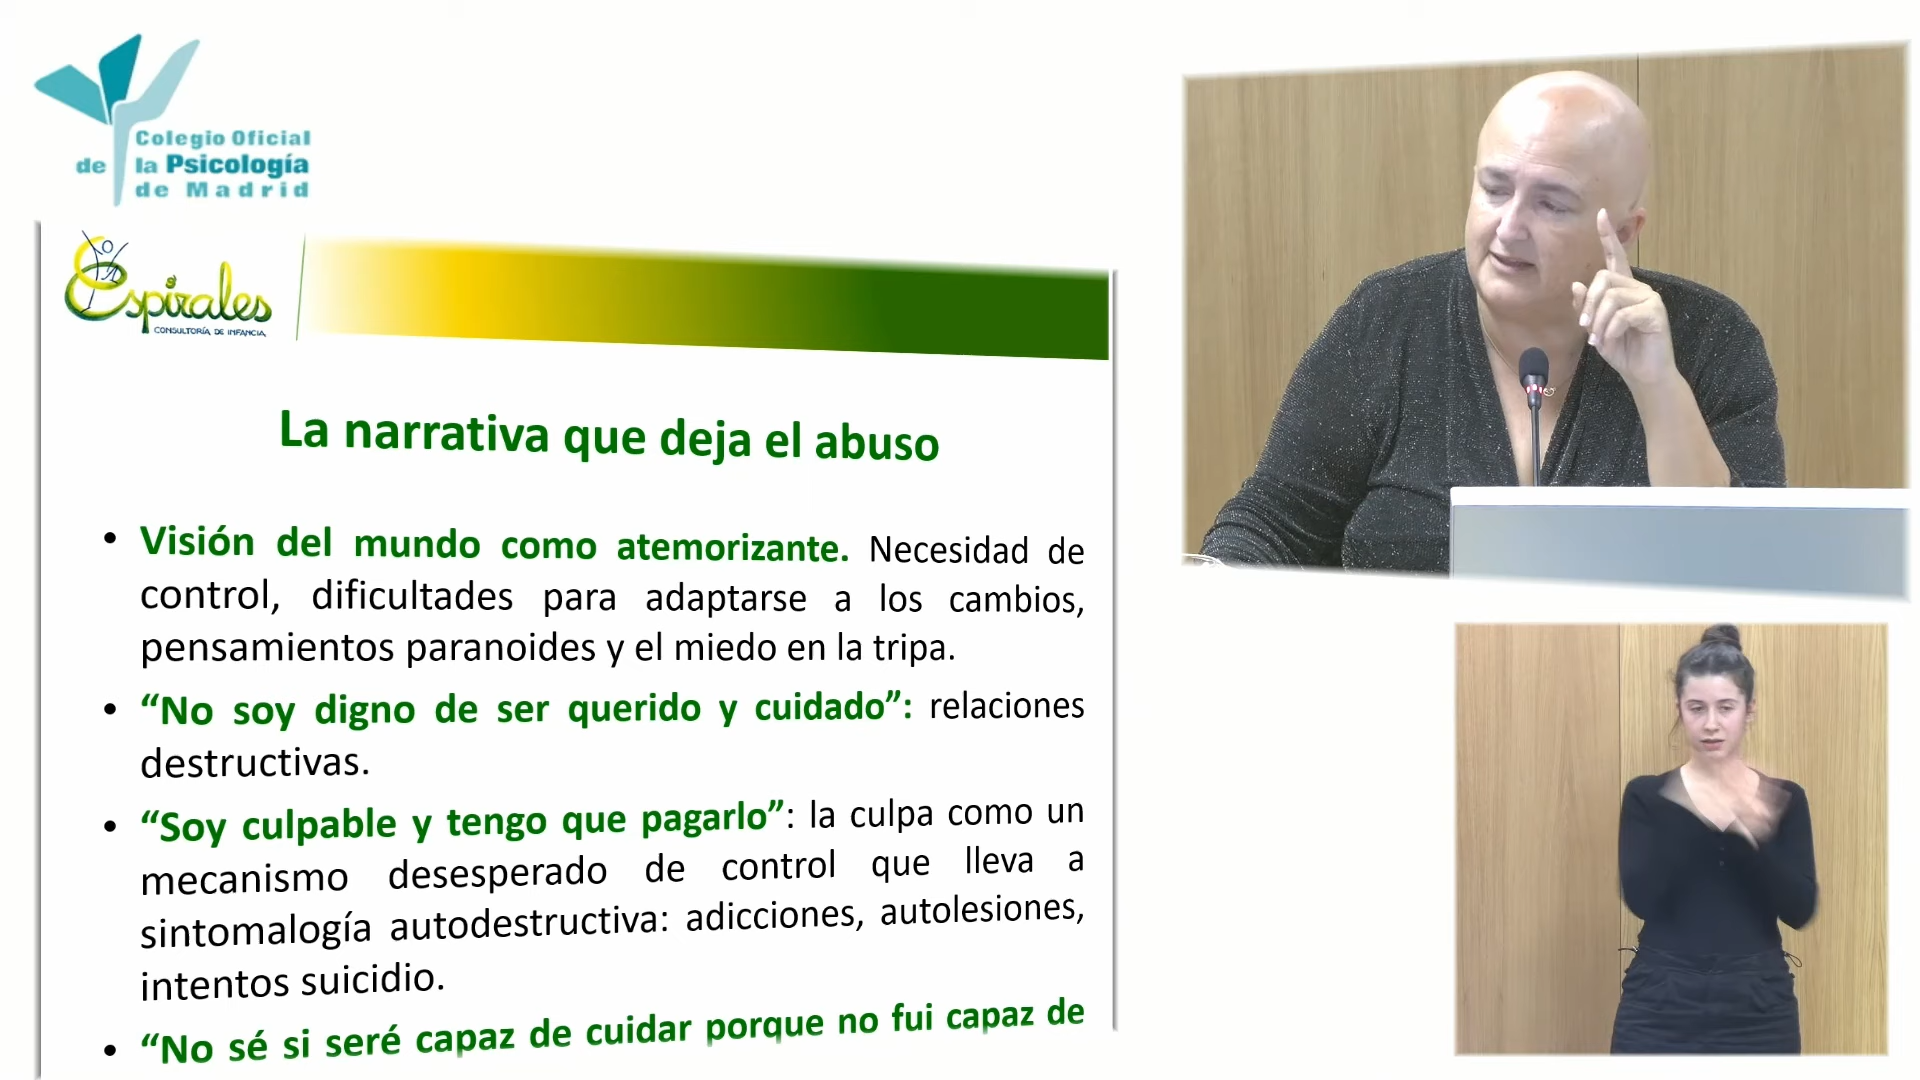 Colegio Oficial
de la Psicología
de Madrid
Espirales
CONSULTORÍA DE INFANCIA
La narrativa que deja el abuso
• Visión del mundo como atemorizante. Necesidad de
control, dificultades para adaptarse a los cambios,
pensamientos paranoides y el miedo en la tripa.
• “No soy digno de ser querido y cuidado”: relaciones
destructivas.
• “Soy culpable y tengo que pagarlo”: la culpa como un
mecanismo desesperado de control que lleva a
sintomalogía autodestructiva: adicciones, autolesiones,
intentos suicidio.
• “No sé si seré capaz de cuidar porque no fui capaz de